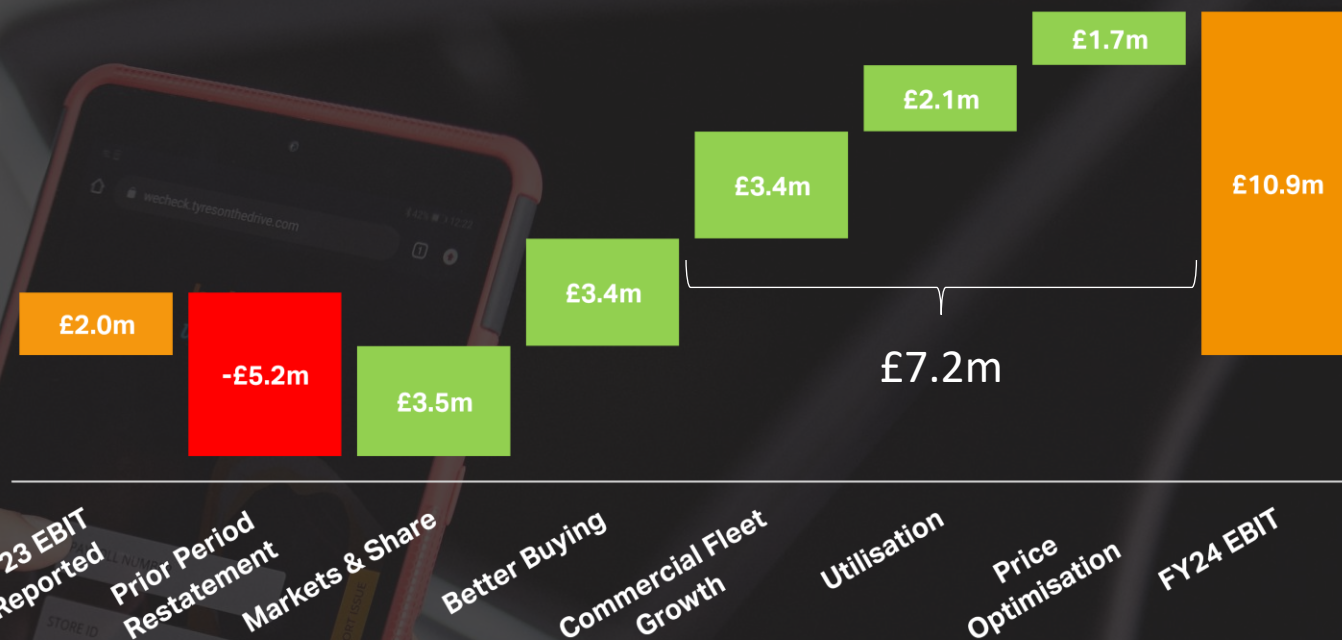 £1.7m
£2.1m
£3.4m
£10.9m
wecheck.tyresonthedrive.com
£3.4m
£2.0m
-£5.2m
£3.5m
£7.2m
23 EBIT
Reported
Prior Period
Restatement
Markets & Share
Better Buying
Commercial Fleet
Growth
Utilisation
Price
Optimisation
FY24 EBIT
STORE ID